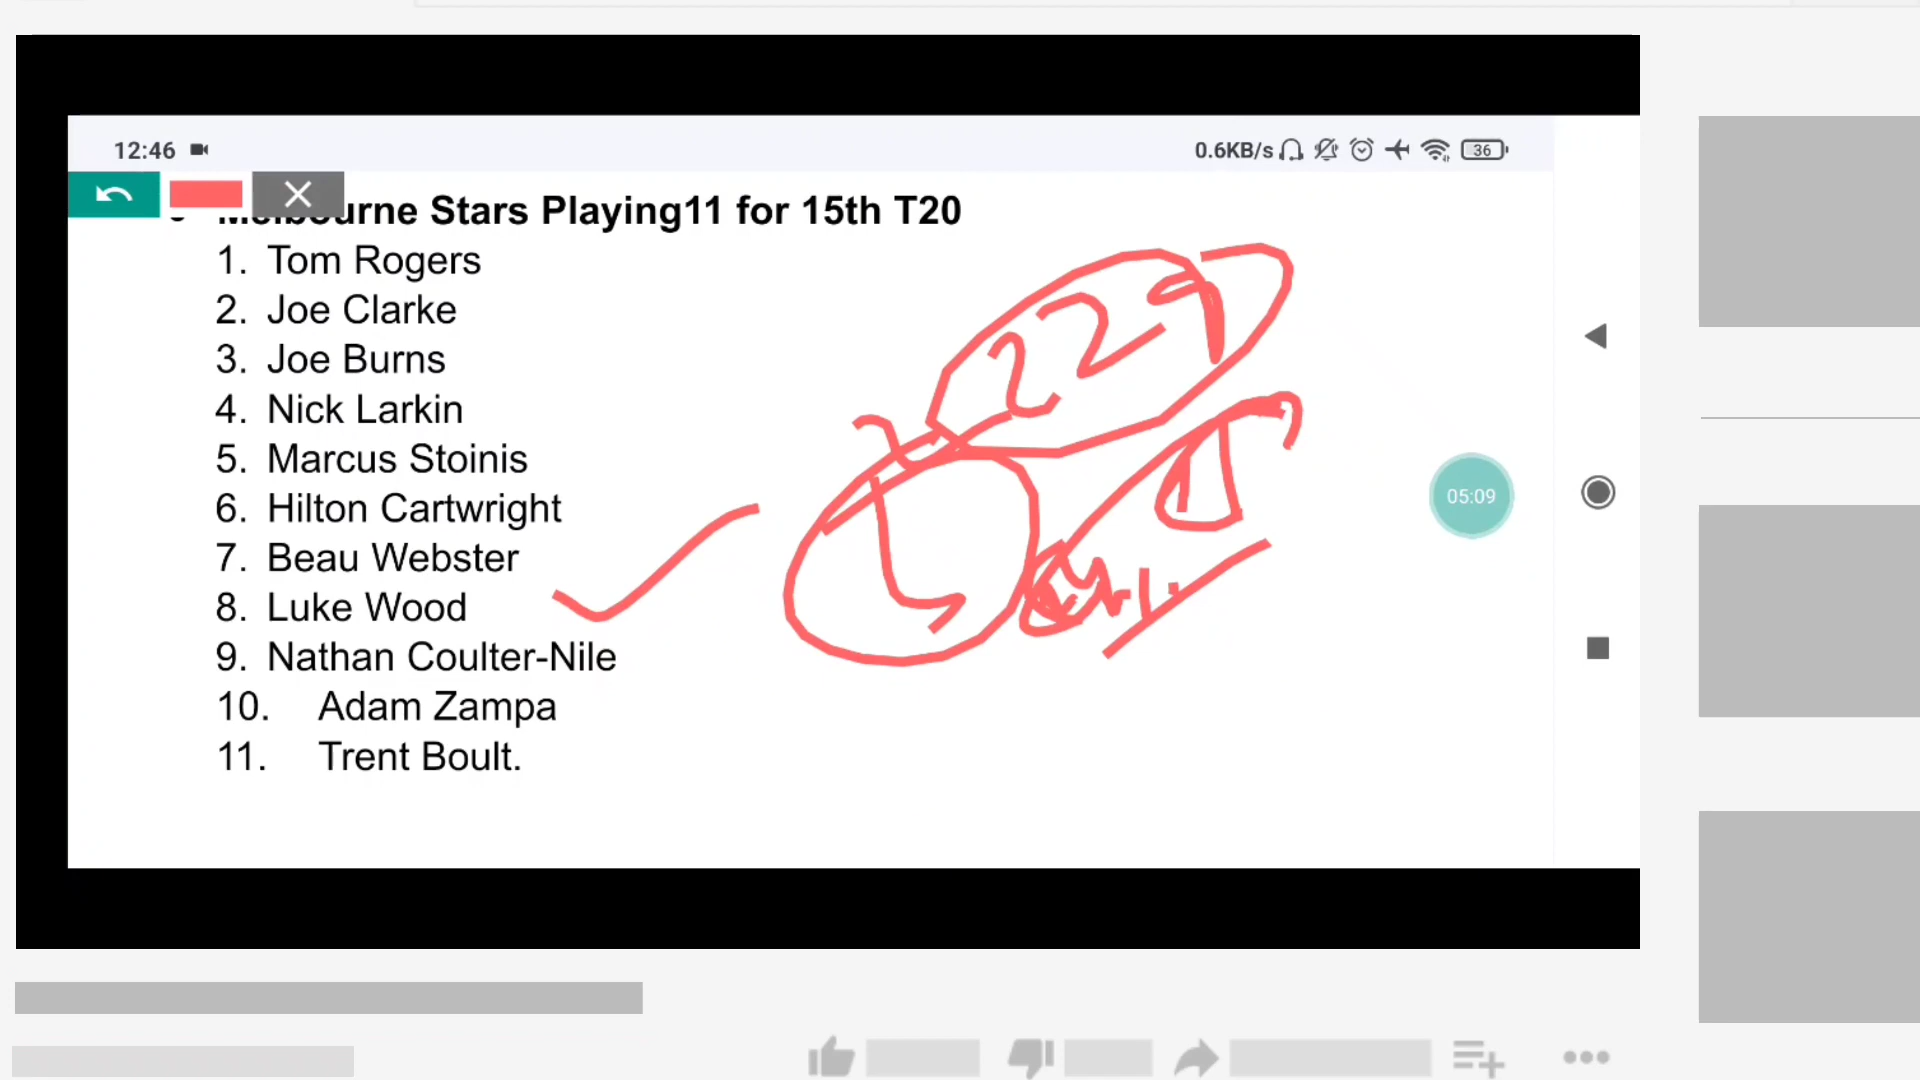 12:46 0.6KB/s 36
Melbourne Stars Playing11 for 15th T20
1. Tom Rogers
2. Joe Clarke
3. Joe Burns
4. Nick Larkin
5. Marcus Stoinis
6. Hilton Cartwright
7. Beau Webster
8. Luke Wood
9. Nathan Coulter-Nile
10. Adam Zampa
11. Trent Boult.
05:09